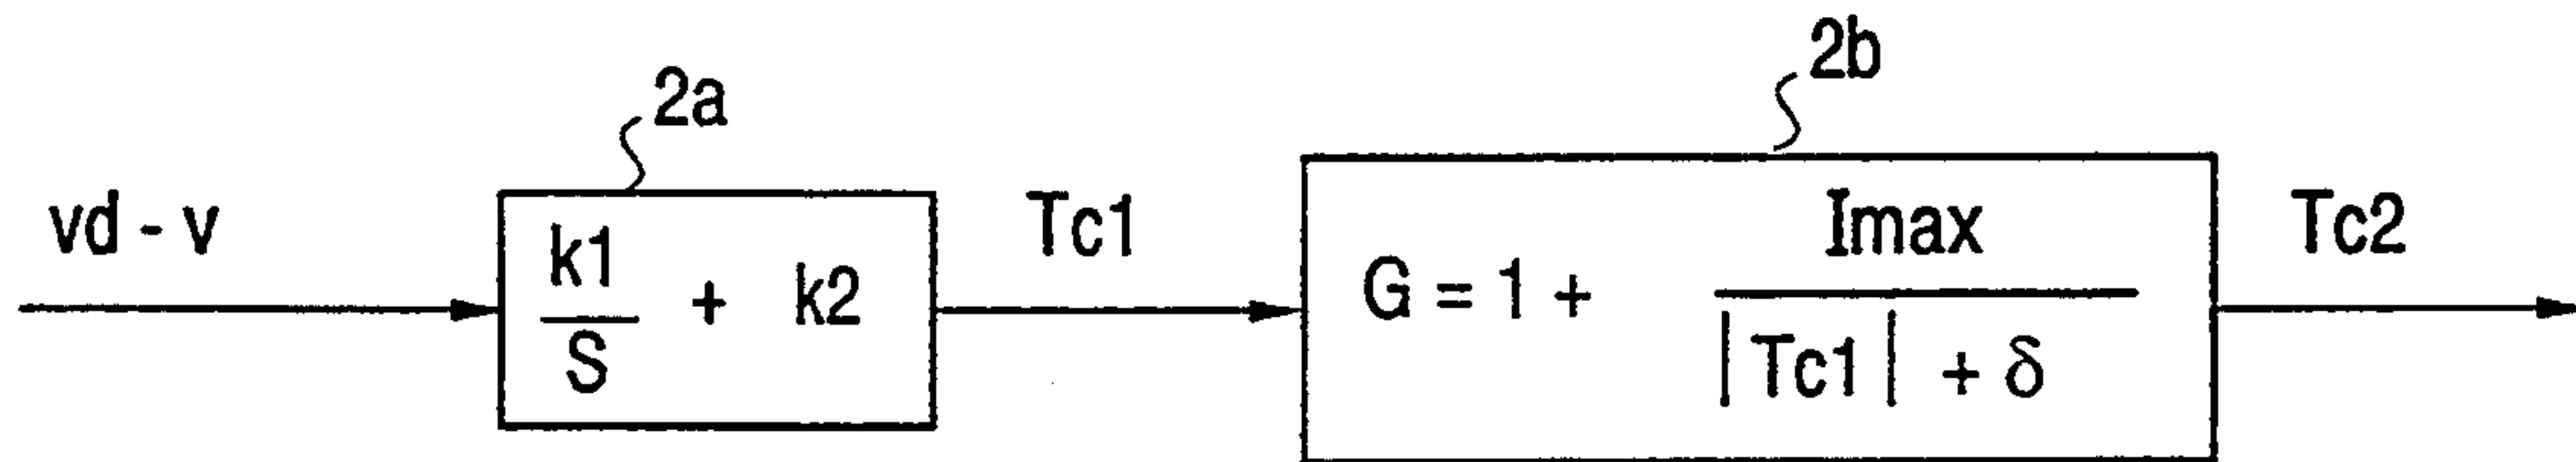 2a
2b
vd - v
k1/S + k2
Tc1
G = 1 + Imax/(|Tc1| + δ)
Tc2